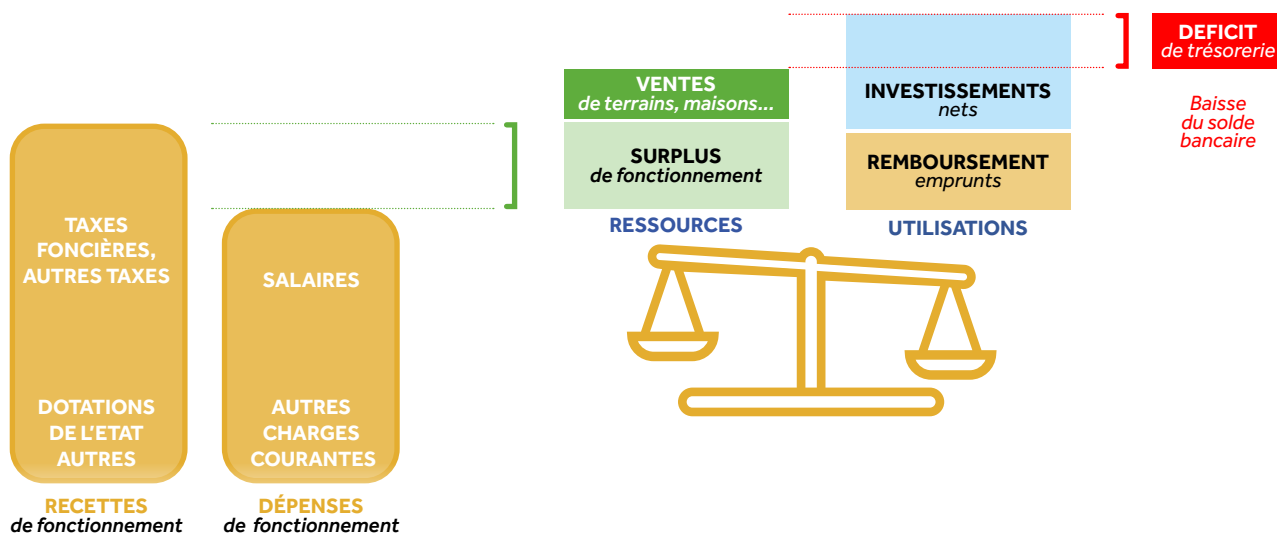 TAXES
FONCIÈRES,
AUTRES TAXES
DOTATIONS
DE L'ETAT
AUTRES
RECETTES
de fonctionnement
SALAIRES
AUTRES
CHARGES
COURANTES
DÉPENSES
de fonctionnement
VENTES
de terrains, maisons...
SURPLUS
de fonctionnement
RESSOURCES
INVESTISSEMENTS
nets
REMBOURSEMENT
emprunts
UTILISATIONS
DEFICIT
de trésorerie
Baisse
du solde
bancaire